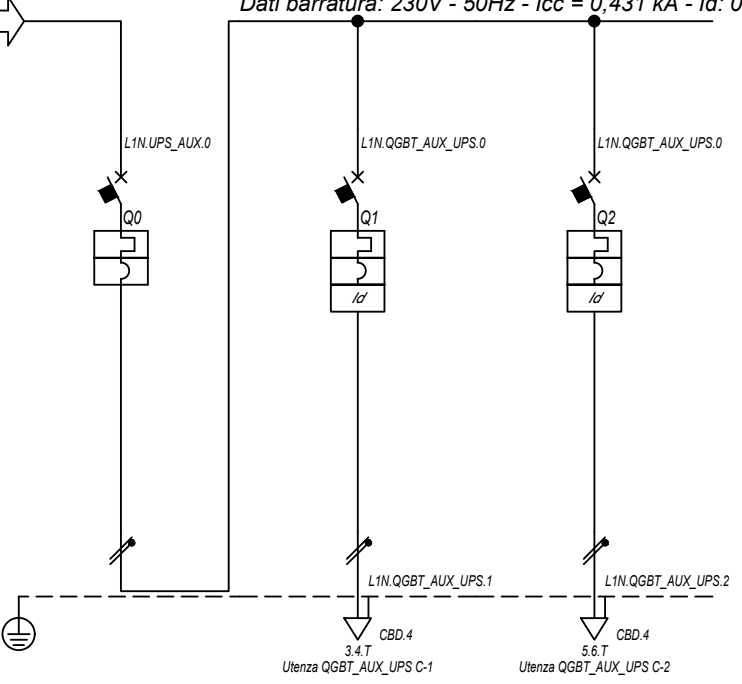 Dati barratura: 230V - 50Hz - Icc = 0,431 kA - Id: 0
L1N.UPS_AUX.0
L1N.QGBT_AUX_UPS.0
L1N.QGBT_AUX_UPS.0
Q0
Q1
Q2
Id
Id
L1N.QGBT_AUX_UPS.1
L1N.QGBT_AUX_UPS.2
CBD.4
CBD.4
3.4.T
5.6.T
Utenza QGBT_AUX_UPS C-1
Utenza QGBT_AUX_UPS C-2